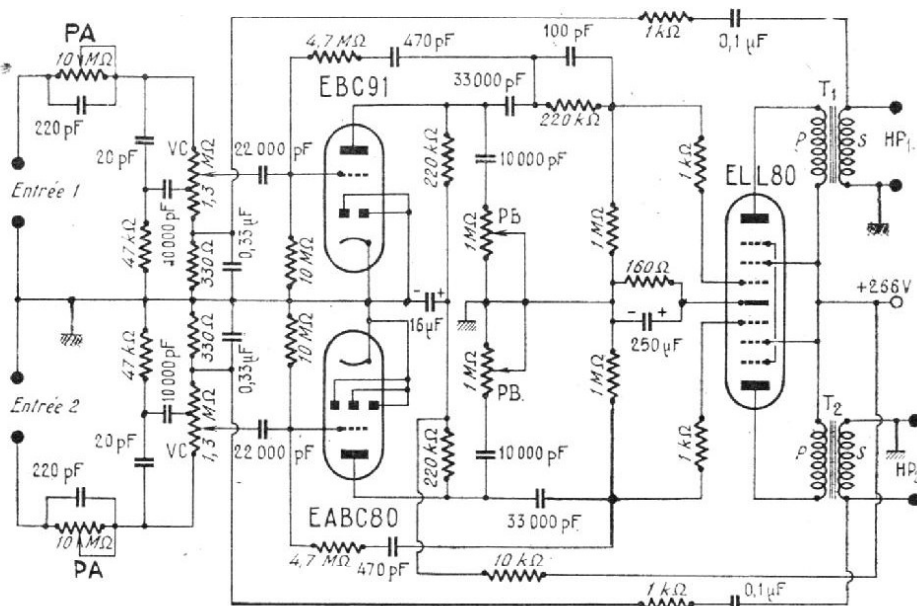 PA
10 MΩ
220 pF
20 pF
Entrée 1
VC
1,3 MΩ
22 000 pF
10 000 pF
47 kΩ
330 Ω
0,33 µF
4,7 MΩ
470 pF
EBC91
10 MΩ
100 pF
33 000 pF
220 kΩ
220 kΩ
10 000 pF
1 MΩ
PB
1 MΩ
1 kΩ
0,1 µF
1 kΩ
ELL80
T1
P
S
HP1.
160 Ω
- +
250 µF
+266V
- +
16 µF
47 kΩ
10 000 pF
330 Ω
0,33 µF
10 MΩ
Entrée 2
VC
1,3 MΩ
20 pF
22 000 pF
220 pF
10 MΩ
PA
EABC80
4,7 MΩ
470 pF
220 kΩ
1 MΩ
PB.
10 000 pF
33 000 pF
1 MΩ
1 kΩ
10 kΩ
1 kΩ
0,1 µF
T2
P
S